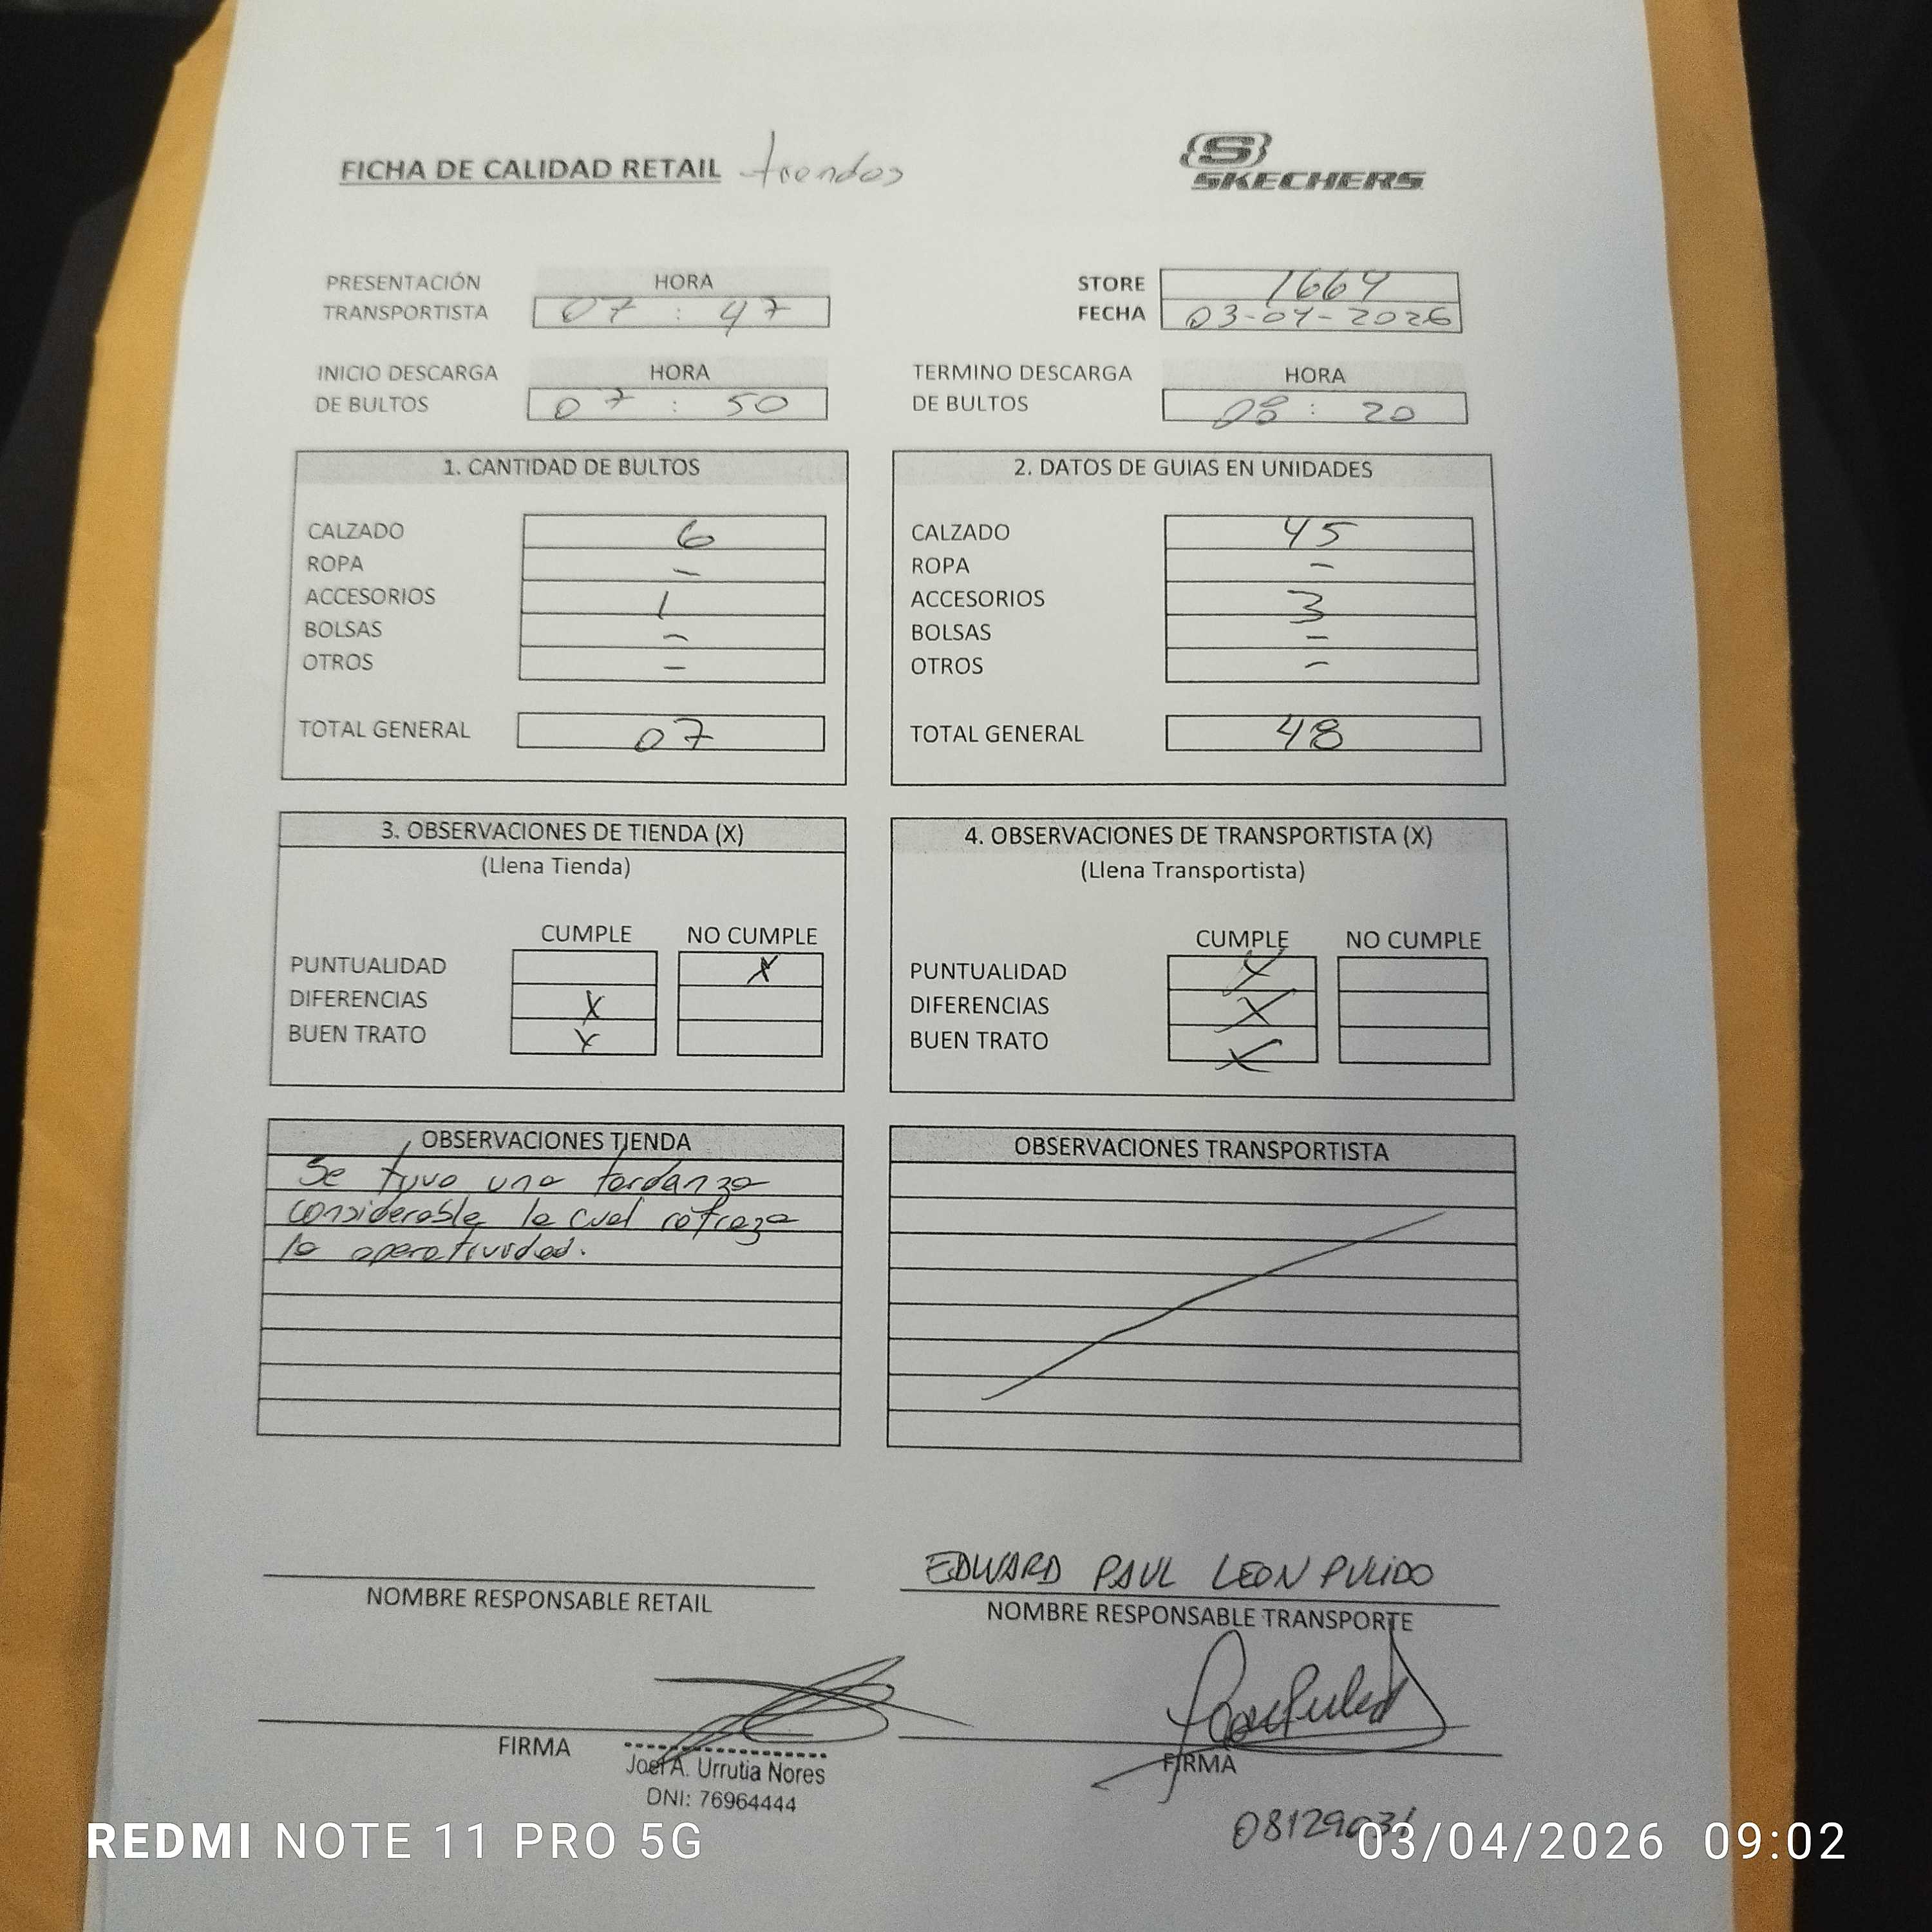 FICHA DE CALIDAD RETAIL trendos
SKECHERS
PRESENTACIÓN TRANSPORTISTA HORA 07 : 47
STORE 1664
FECHA 03-04-2026
INICIO DESCARGA DE BULTOS HORA 07 : 50
TERMINO DESCARGA DE BULTOS HORA 08 : 20
1. CANTIDAD DE BULTOS
CALZADO 6
ROPA -
ACCESORIOS 1
BOLSAS -
OTROS -
TOTAL GENERAL 07
2. DATOS DE GUIAS EN UNIDADES
CALZADO 45
ROPA -
ACCESORIOS 3
BOLSAS -
OTROS -
TOTAL GENERAL 48
3. OBSERVACIONES DE TIENDA (X)
(Llena Tienda)
CUMPLE NO CUMPLE
PUNTUALIDAD X
DIFERENCIAS X
BUEN TRATO X
4. OBSERVACIONES DE TRANSPORTISTA (X)
(Llena Transportista)
CUMPLE NO CUMPLE
PUNTUALIDAD X
DIFERENCIAS X
BUEN TRATO X
OBSERVACIONES TIENDA
Se tuvo una tardanza
considerable la cual retraza
la operatividad.
OBSERVACIONES TRANSPORTISTA
NOMBRE RESPONSABLE RETAIL
EDWARD PAUL LEON PULIDO
NOMBRE RESPONSABLE TRANSPORTE
FIRMA
Joel A. Urrutia Nores
DNI: 76964444
FIRMA
REDMI NOTE 11 PRO 5G
03/04/2026 09:02